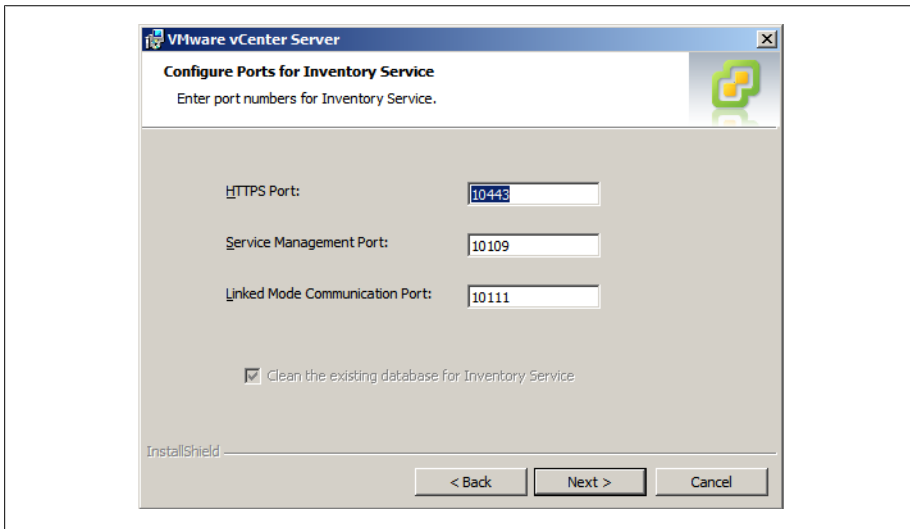 VMware vCenter Server
Configure Ports for Inventory Service
Enter port numbers for Inventory Service.
HTTPS Port: 10443
Service Management Port: 10109
Linked Mode Communication Port: 10111
Clean the existing database for Inventory Service
InstallShield
< Back Next > Cancel